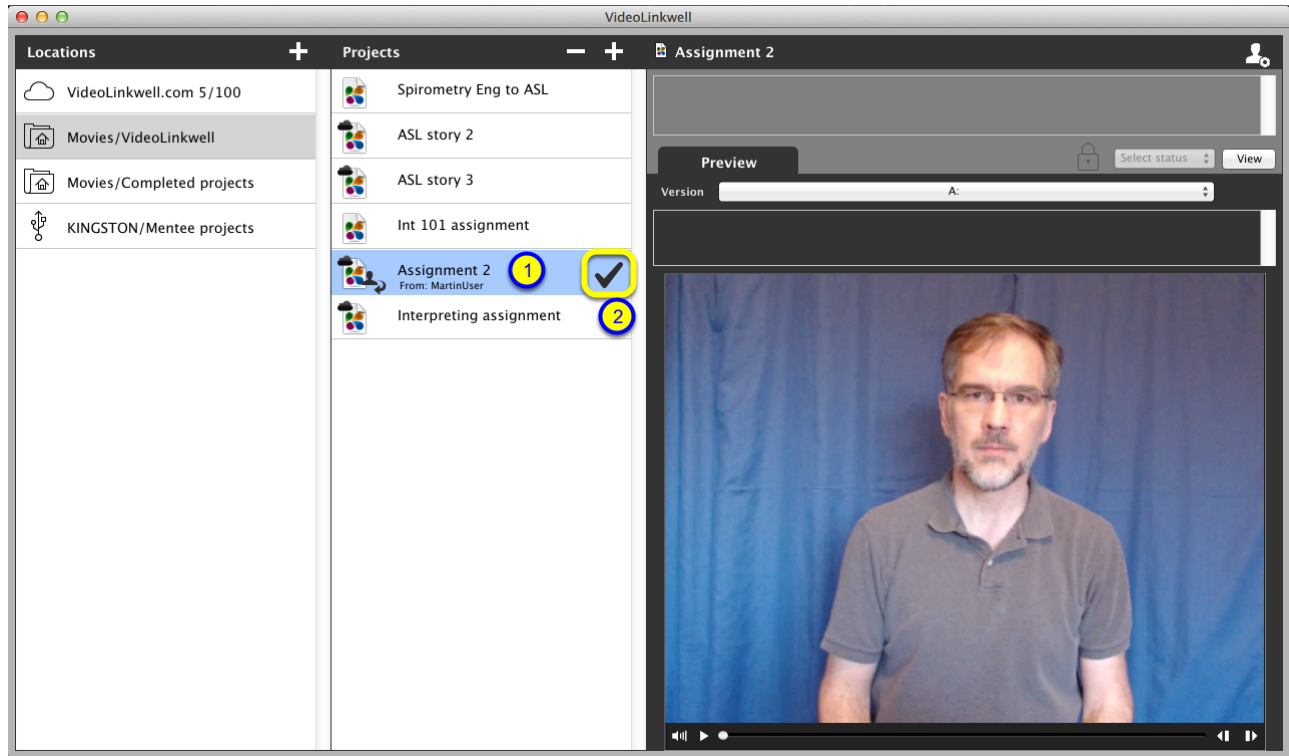 VideoLinkwell
Locations
VideoLinkwell.com 5/100
Movies/VideoLinkwell
Movies/Completed projects
KINGSTON/Mentee projects
Projects
Spirometry Eng to ASL
ASL story 2
ASL story 3
Int 101 assignment
Assignment 2
From: MartinUser
1
2
Interpreting assignment
Assignment 2
Preview
Select status
View
Version
A: